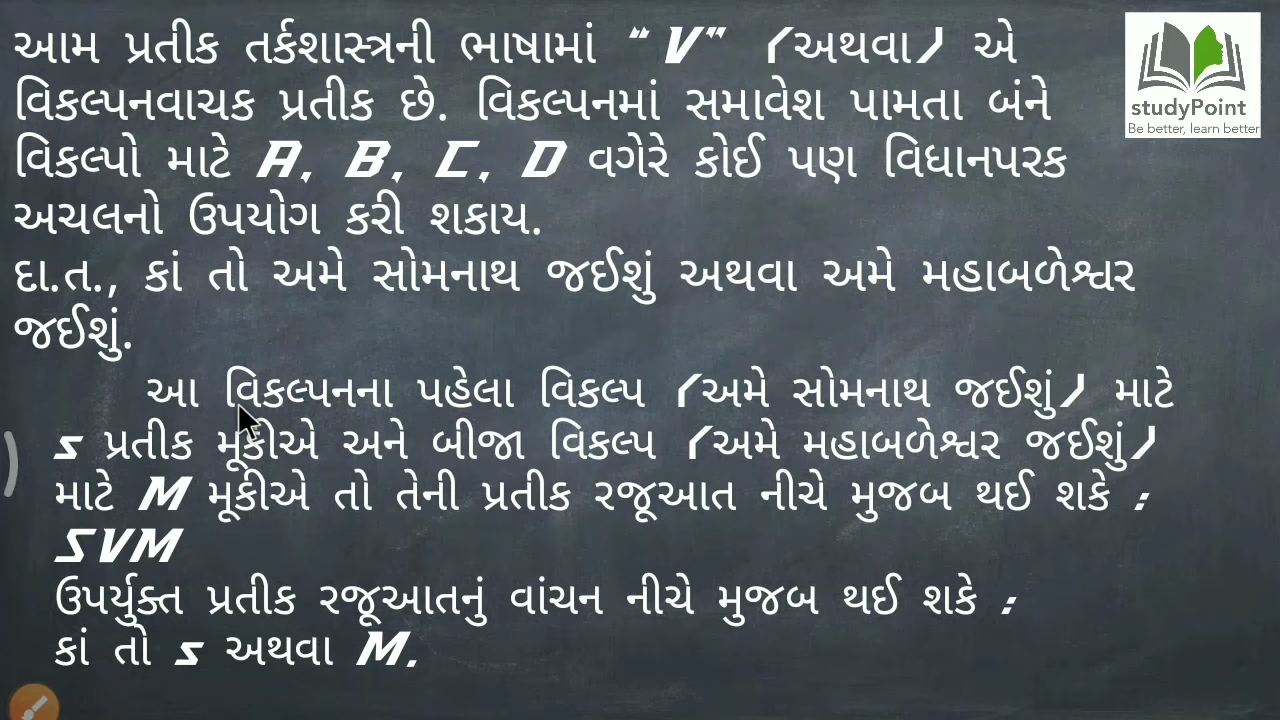 આમ પ્રતીક તર્કશાસ્ત્રની ભાષામાં "V" (અથવા) એ
વિકલ્પનવાચક પ્રતીક છે. વિકલ્પનમાં સમાવેશ પામતા બંને
વિકલ્પો માટે A, B, C, D વગેરે કોઈ પણ વિધાનપરક
અચલનો ઉપયોગ કરી શકાય.
દા.ત., કાં તો અમે સોમનાથ જઈશું અથવા અમે મહાબળેશ્વર
જઈશું.
આ વિકલ્પનના પહેલા વિકલ્પ (અમે સોમનાથ જઈશું) માટે
s પ્રતીક મૂકીએ અને બીજા વિકલ્પ (અમે મહાબળેશ્વર જઈશું)
માટે M મૂકીએ તો તેની પ્રતીક રજૂઆત નીચે મુજબ થઈ શકે :
SVM
ઉપર્યુક્ત પ્રતીક રજૂઆતનું વાંચન નીચે મુજબ થઈ શકે :
કાં તો s અથવા M.
studyPoint
Be better, learn better